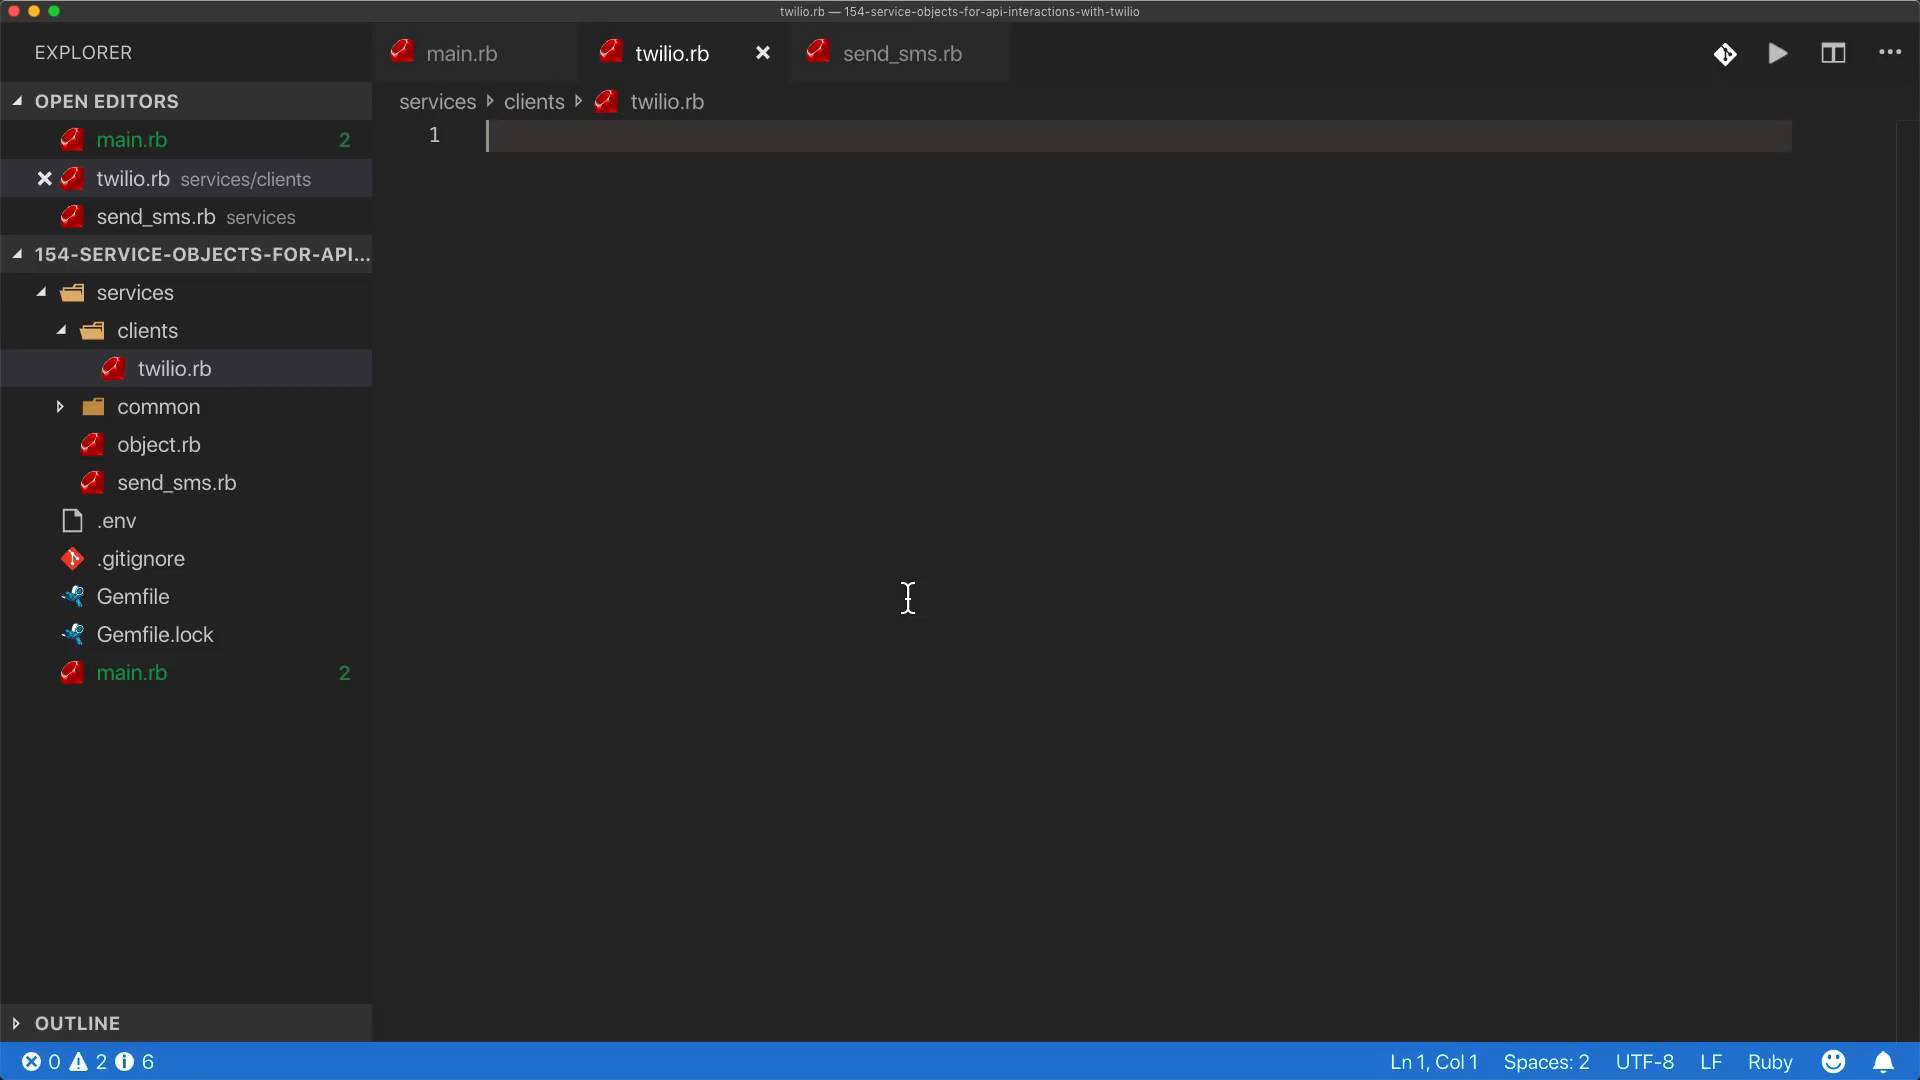 twilio.rb — 154-service-objects-for-api-interactions-with-twilio
EXPLORER
main.rb
twilio.rb
send_sms.rb
OPEN EDITORS
services clients twilio.rb
main.rb 2
1
twilio.rb services/clients
send_sms.rb services
154-SERVICE-OBJECTS-FOR-API...
services
clients
twilio.rb
common
object.rb
send_sms.rb
.env
.gitignore
Gemfile
Gemfile.lock
main.rb 2
OUTLINE
0 2 6
Ln 1, Col 1 Spaces: 2 UTF-8 LF Ruby